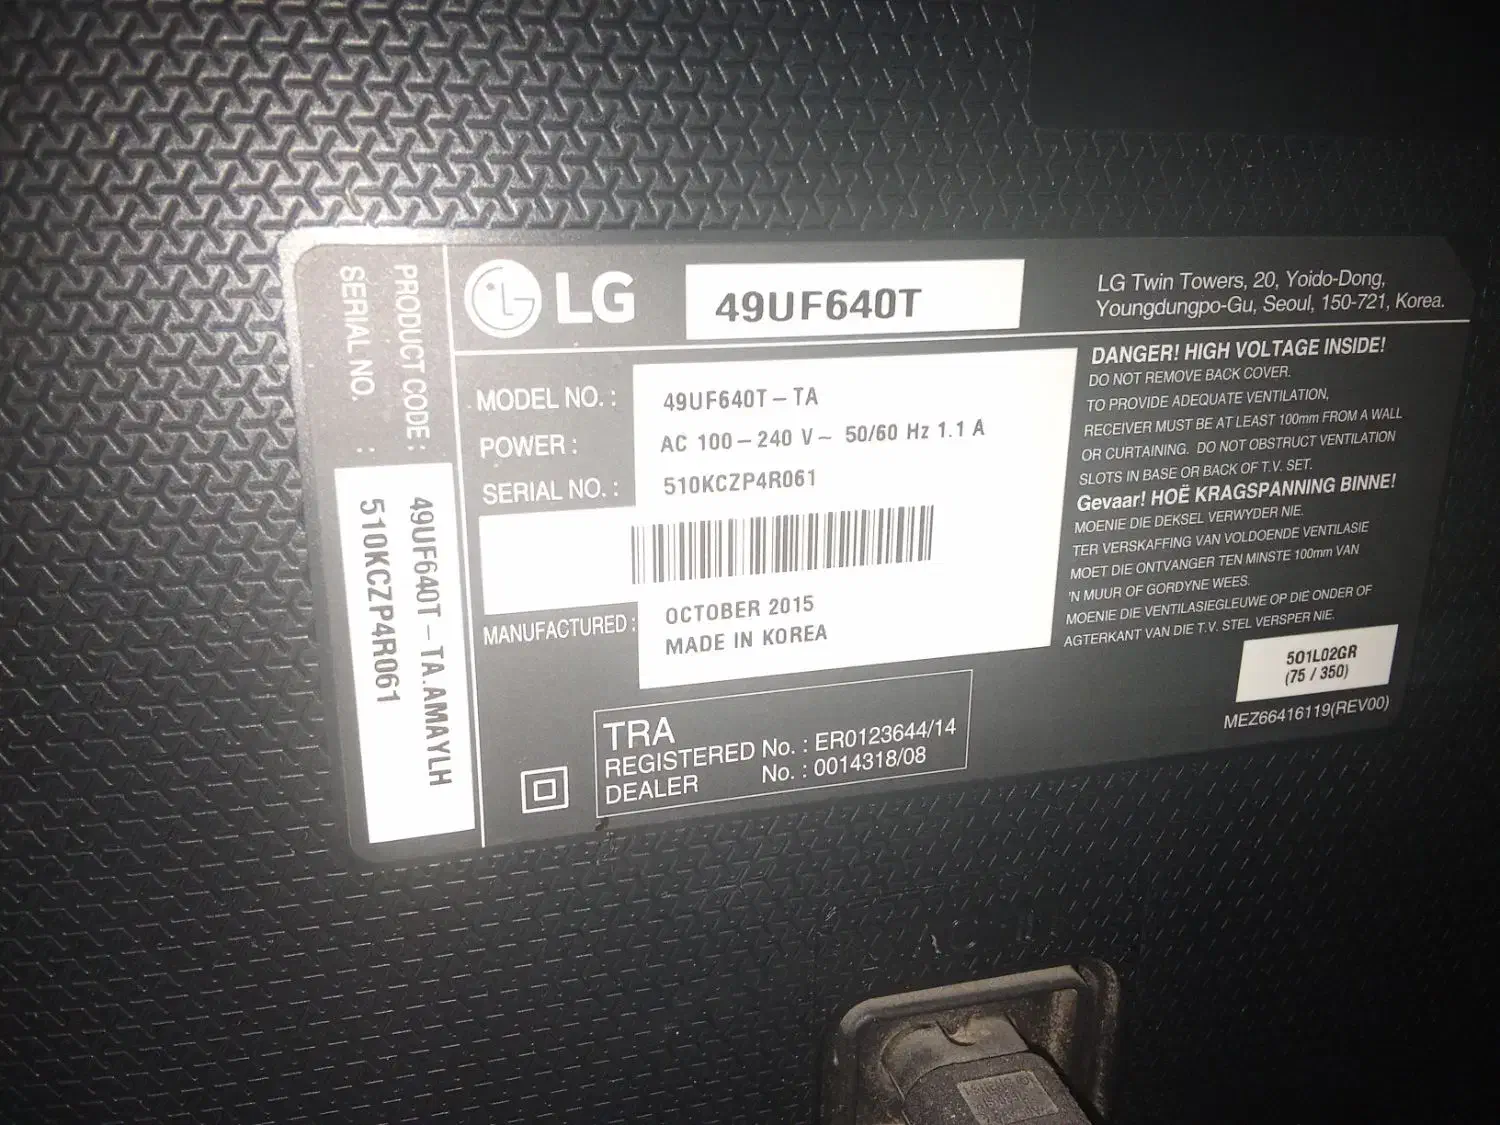 LG
49UF640T
LG Twin Towers, 20, Yoido-Dong,
Youngdungpo-Gu, Seoul, 150-721, Korea.
PRODUCT CODE : 49UF640T-TA.AMAYLH
SERIAL NO. : 510KCZP4R061
MODEL NO. : 49UF640T-TA
POWER : AC 100-240 V~ 50/60 Hz 1.1 A
SERIAL NO. : 510KCZP4R061
MANUFACTURED : OCTOBER 2015
MADE IN KOREA
DANGER! HIGH VOLTAGE INSIDE!
DO NOT REMOVE BACK COVER.
TO PROVIDE ADEQUATE VENTILATION,
RECEIVER MUST BE AT LEAST 100mm FROM A WALL
OR CURTAINING. DO NOT OBSTRUCT VENTILATION
SLOTS IN BASE OR BACK OF T.V. SET.
Gevaar! HOË KRAGSPANNING BINNE!
MOENIE DIE DEKSEL VERWYDER NIE.
TER VERSKAFFING VAN VOLDOENDE VENTILASIE
MOET DIE ONTVANGER TEN MINSTE 100mm VAN
'N MUUR OF GORDYNE WEES.
MOENIE DIE VENTILASIEGLEUWE OP DIE ONDER OF
AGTERKANT VAN DIE T.V. STEL VERSPER NIE.
501L02GR
(75 / 350)
MEZ66416119(REV00)
TRA
REGISTERED No. : ER0123644/14
DEALER No. : 0014318/08